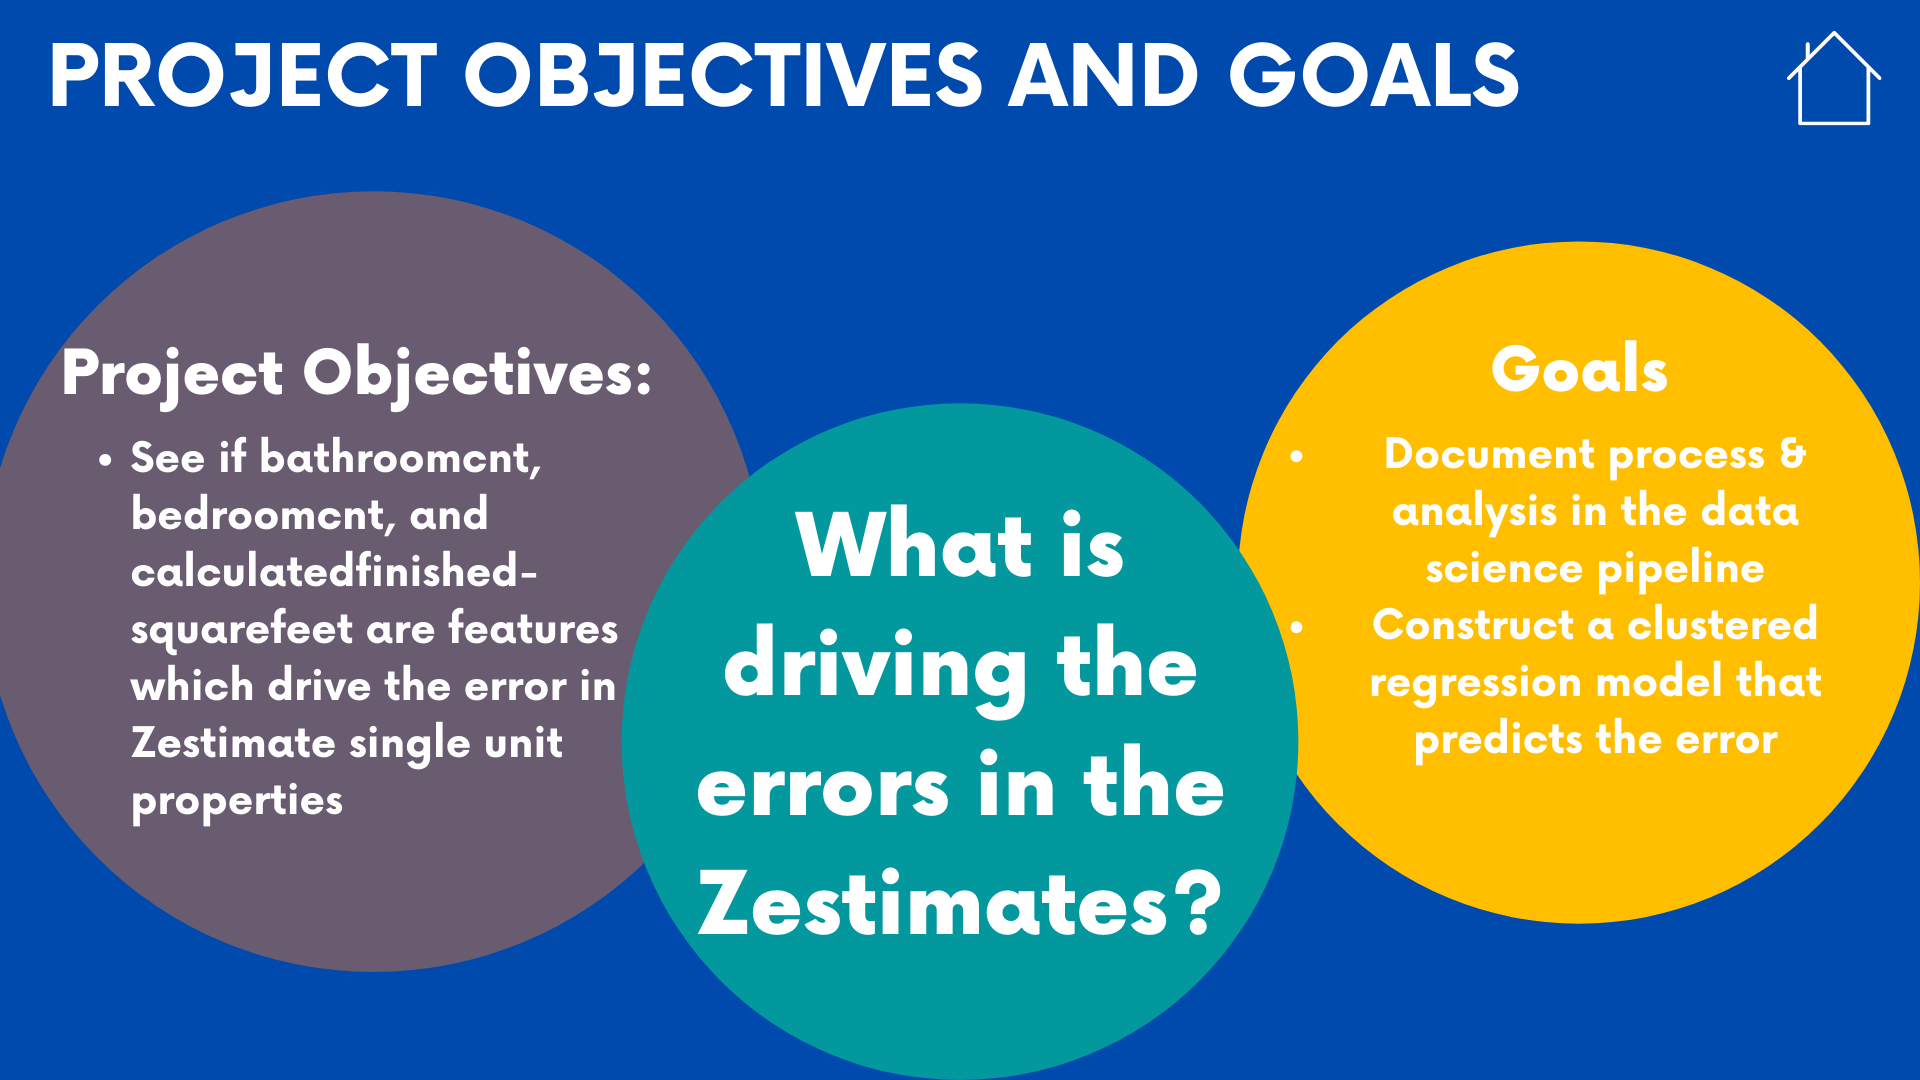 PROJECT OBJECTIVES AND GOALS
Project Objectives:
• See if bathroomcnt,
bedroomcnt, and
calculatedfinished-
squarefeet are features
which drive the error in
Zestimate single unit
properties
What is
driving the
errors in the
Zestimates?
Goals
• Document process &
analysis in the data
science pipeline
• Construct a clustered
regression model that
predicts the error